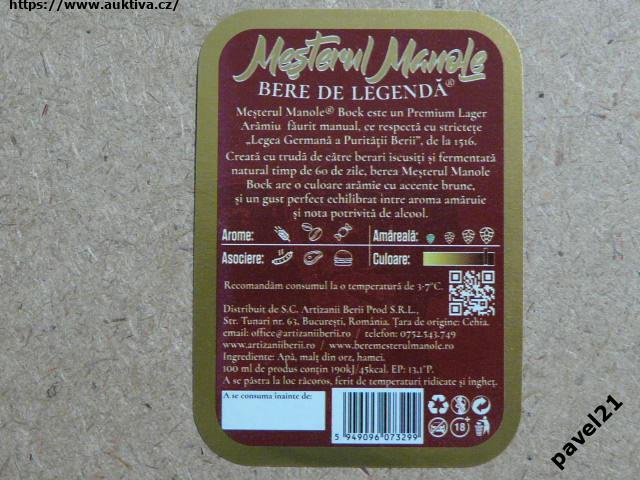 https://www.auktiva.cz/
Meșterul Manole
BERE DE LEGENDĂ®
Meșterul Manole® Bock este un Premium Lager
Arămiu făurit manual, ce respectă cu strictețe
„Legea Germană a Purității Berii”, de la 1516.
Creată cu trudă de către berari iscusiți și fermentată
natural timp de 60 de zile, berea Meșterul Manole
Bock are o culoare arămie cu accente brune,
și un gust perfect echilibrat intre aroma amăruie
și nota potrivită de alcool.
Arome: Amăreală:
Asociere: Culoare:
Recomandăm consumul la o temperatură de 3-7°C.
Distribuit de S.C. Artizanii Berii Prod S.R.L.,
Str. Tunari nr. 63, București, România. Țara de origine: Cehia.
email: office@artizaniiberii.ro / telefon: 0752.543.749
www.artizaniiberii.ro / www.beremesterulmanole.ro
Ingrediente: Apă, malț din orz, hamei.
100 ml de produs conțin 190kJ/45kcal. EP: 13,1°P.
A se păstra la loc răcoros, ferit de temperaturi ridicate și îngheț.
A se consuma înainte de:
18+
5 949096 073299
pavel21